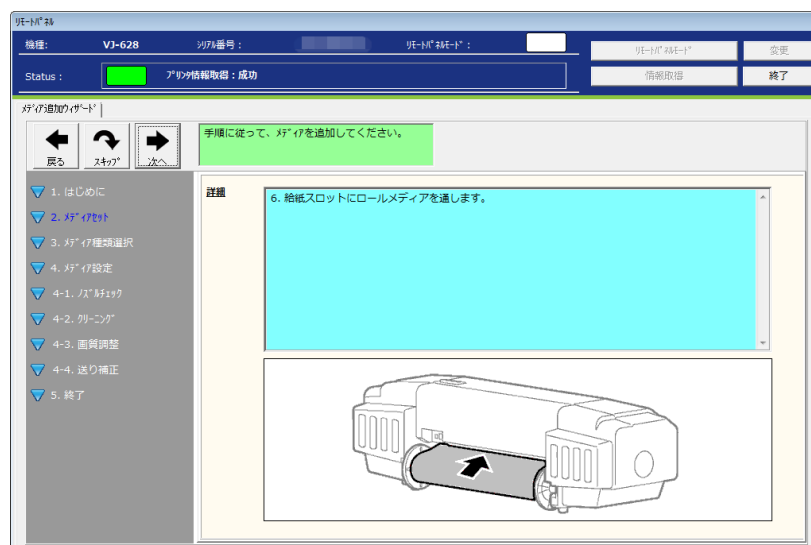 ﾘﾓｰﾄﾊﾟﾈﾙ
機種: VJ-628 ｼﾘｱﾙ番号： ﾘﾓｰﾄﾊﾟﾈﾙﾓｰﾄﾞ： ﾘﾓｰﾄﾊﾟﾈﾙﾓｰﾄﾞ 変更
Status： ﾌﾟﾘﾝﾀ情報取得：成功 情報取得 終了
ﾒﾃﾞｨｱ追加ｳｨｻﾞｰﾄﾞ
戻る ｽｷｯﾌﾟ 次へ
手順に従って、ﾒﾃﾞｨｱを追加してください。
1. はじめに
2. ﾒﾃﾞｨｱｾｯﾄ
3. ﾒﾃﾞｨｱ種類選択
4. ﾒﾃﾞｨｱ設定
4-1. ﾉｽﾞﾙﾁｪｯｸ
4-2. ｸﾘｰﾆﾝｸﾞ
4-3. 画質調整
4-4. 送り補正
5. 終了
詳細
6. 給紙スロットにロールメディアを通します。